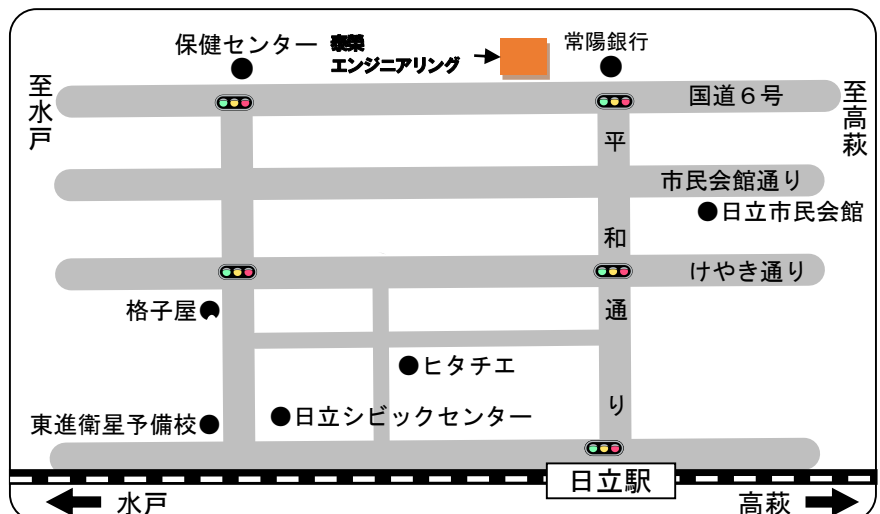 保健センター
泰榮
エンジニアリング
常陽銀行
至水戸
国道６号
至高萩
平和通り
市民会館通り
日立市民会館
けやき通り
格子屋
ヒタチエ
東進衛星予備校
日立シビックセンター
日立駅
水戸
高萩